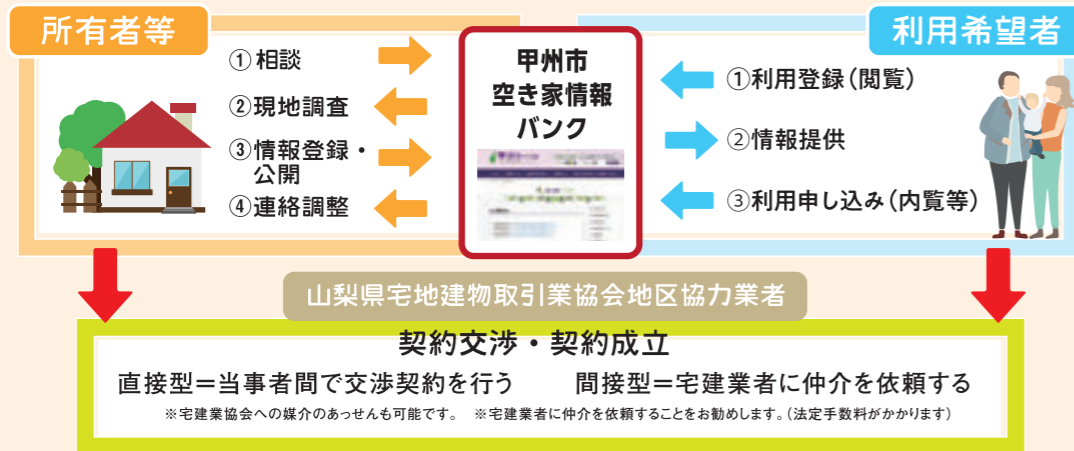 所有者等
①相談
②現地調査
③情報登録・
公開
④連絡調整
甲州市
空き家情報
バンク
利用希望者
①利用登録（閲覧）
②情報提供
③利用申し込み（内覧等）
山梨県宅地建物取引業協会地区協力業者
契約交渉・契約成立
直接型＝当事者間で交渉契約を行う　　間接型＝宅建業者に仲介を依頼する
※宅建業協会への媒介のあっせんも可能です。　※宅建業者に仲介を依頼することをお勧めします。（法定手数料がかかります）